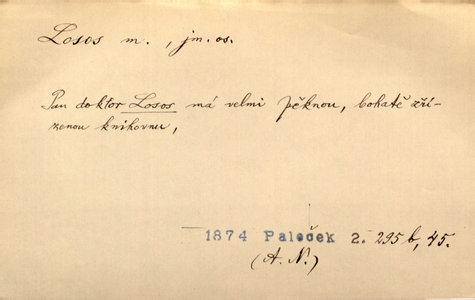 Losos m., jm. os.
Pan doktor Losos má velmi pěknou, bohatě zří-
zenou knihovnu,
1874 Paleček 2. 295 b, 45.
(A. N.)